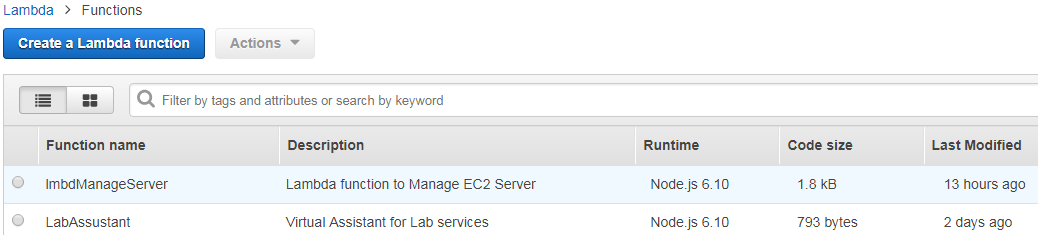 Lambda > Functions
Create a Lambda function Actions
Filter by tags and attributes or search by keyword
Function name Description Runtime Code size Last Modified
lmbdManageServer Lambda function to Manage EC2 Server Node.js 6.10 1.8 kB 13 hours ago
LabAssustant Virtual Assistant for Lab services Node.js 6.10 793 bytes 2 days ago